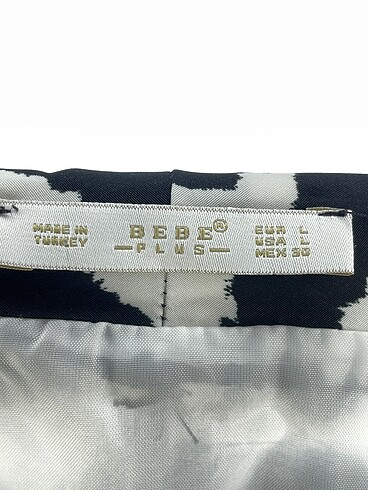 MADE IN
TURKEY
BEBE®
—PLUS—
EUR L
USA L
MEX 30